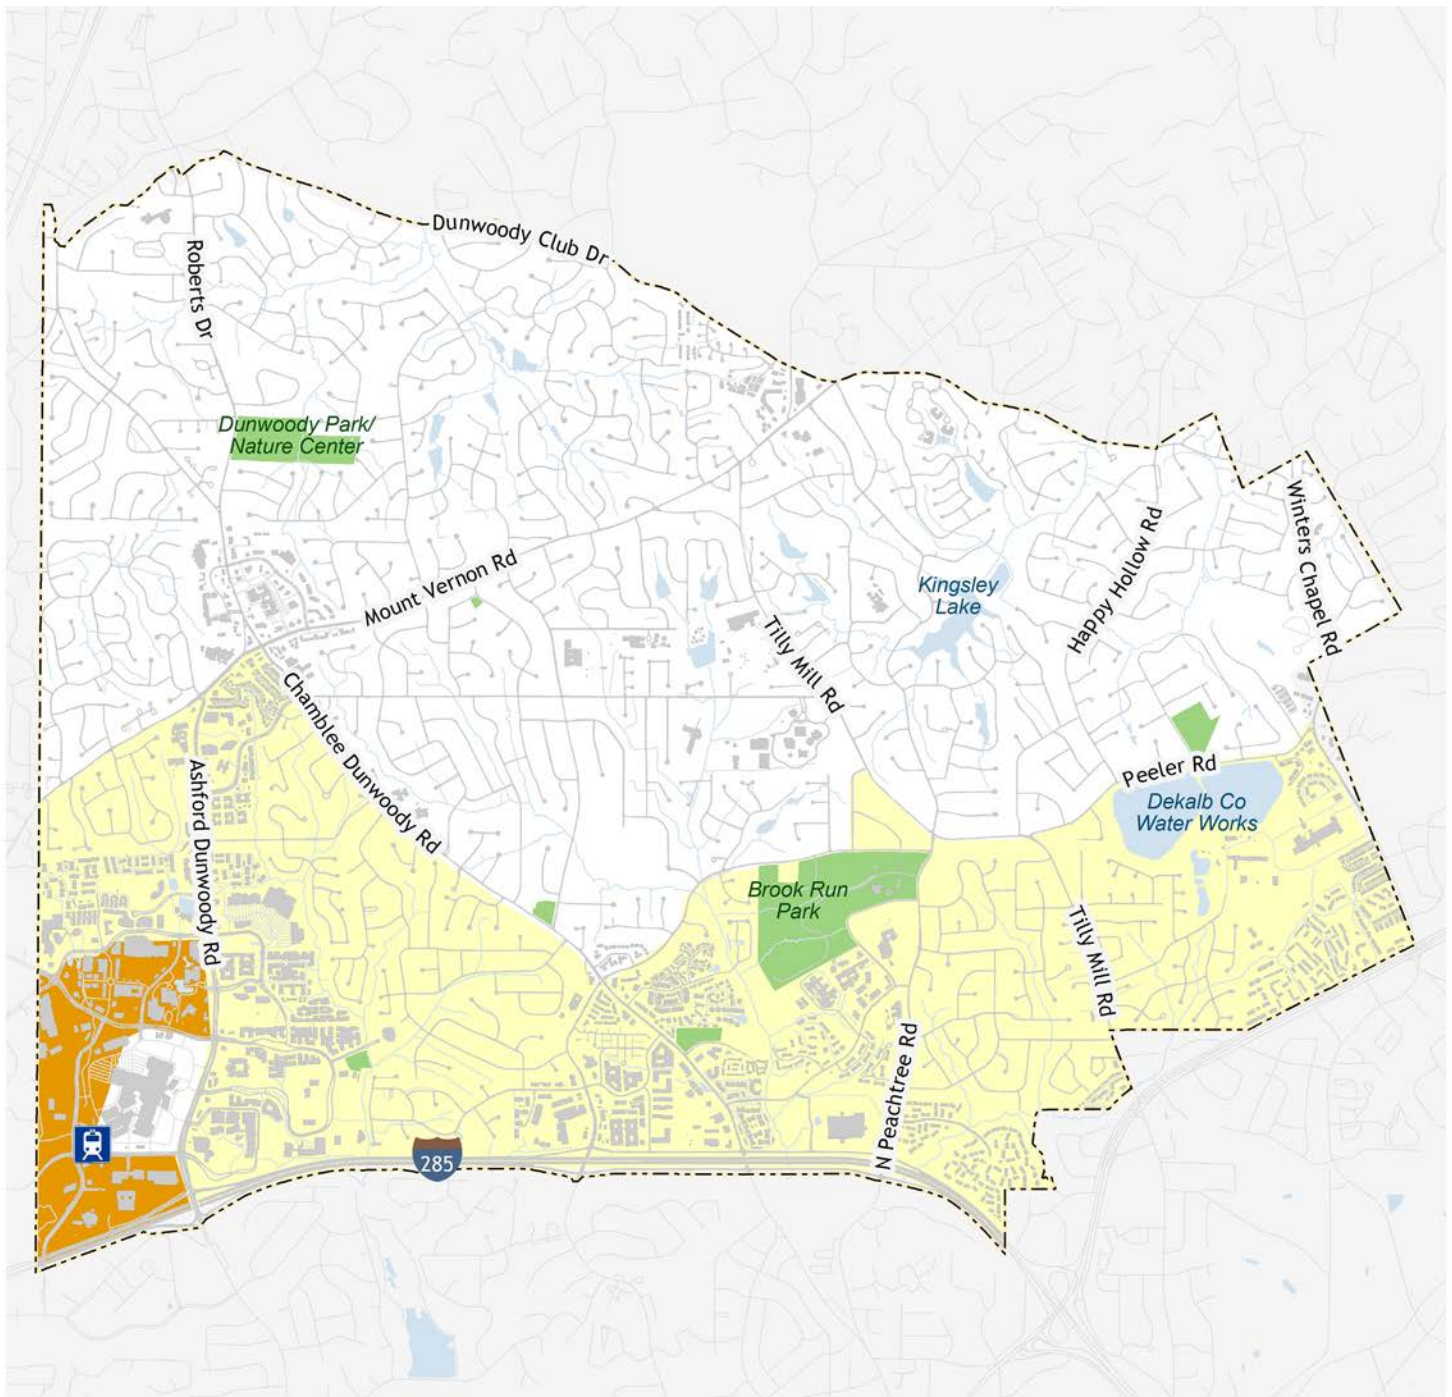 Dunwoody Club Dr
Roberts Dr
Dunwoody Park/
Nature Center
Winters Chapel Rd
Happy Hollow Rd
Mount Vernon Rd
Kingsley
Lake
Tilly Mill Rd
Chamblee Dunwoody Rd
Peeler Rd
Ashford Dunwoody Rd
Dekalb Co
Water Works
Brook Run
Park
Tilly Mill Rd
N Peachtree Rd
285